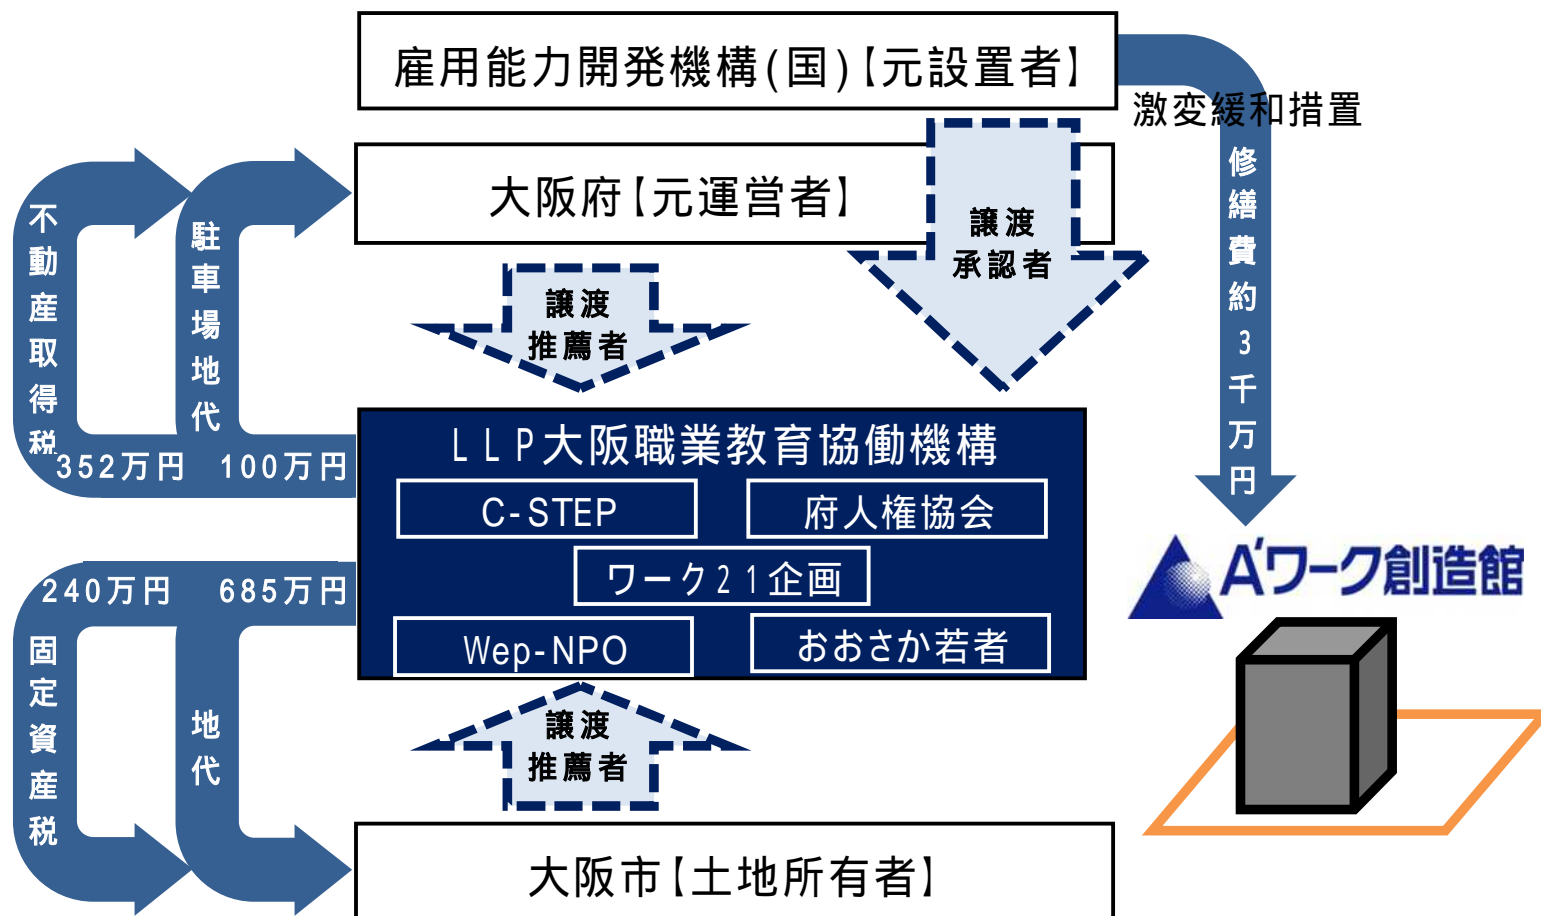 雇用能力開発機構(国)【元設置者】
激変緩和措置
修繕費約3千万円
大阪府【元運営者】
譲渡
承認者
譲渡
推薦者
不動産取得税
駐車場地代
352万円 100万円
LLP大阪職業教育協働機構
C-STEP 府人権協会
ワーク21企画
Wep-NPO おおさか若者
A'ワーク創造館
240万円 685万円
固定資産税
地代
譲渡
推薦者
大阪市【土地所有者】